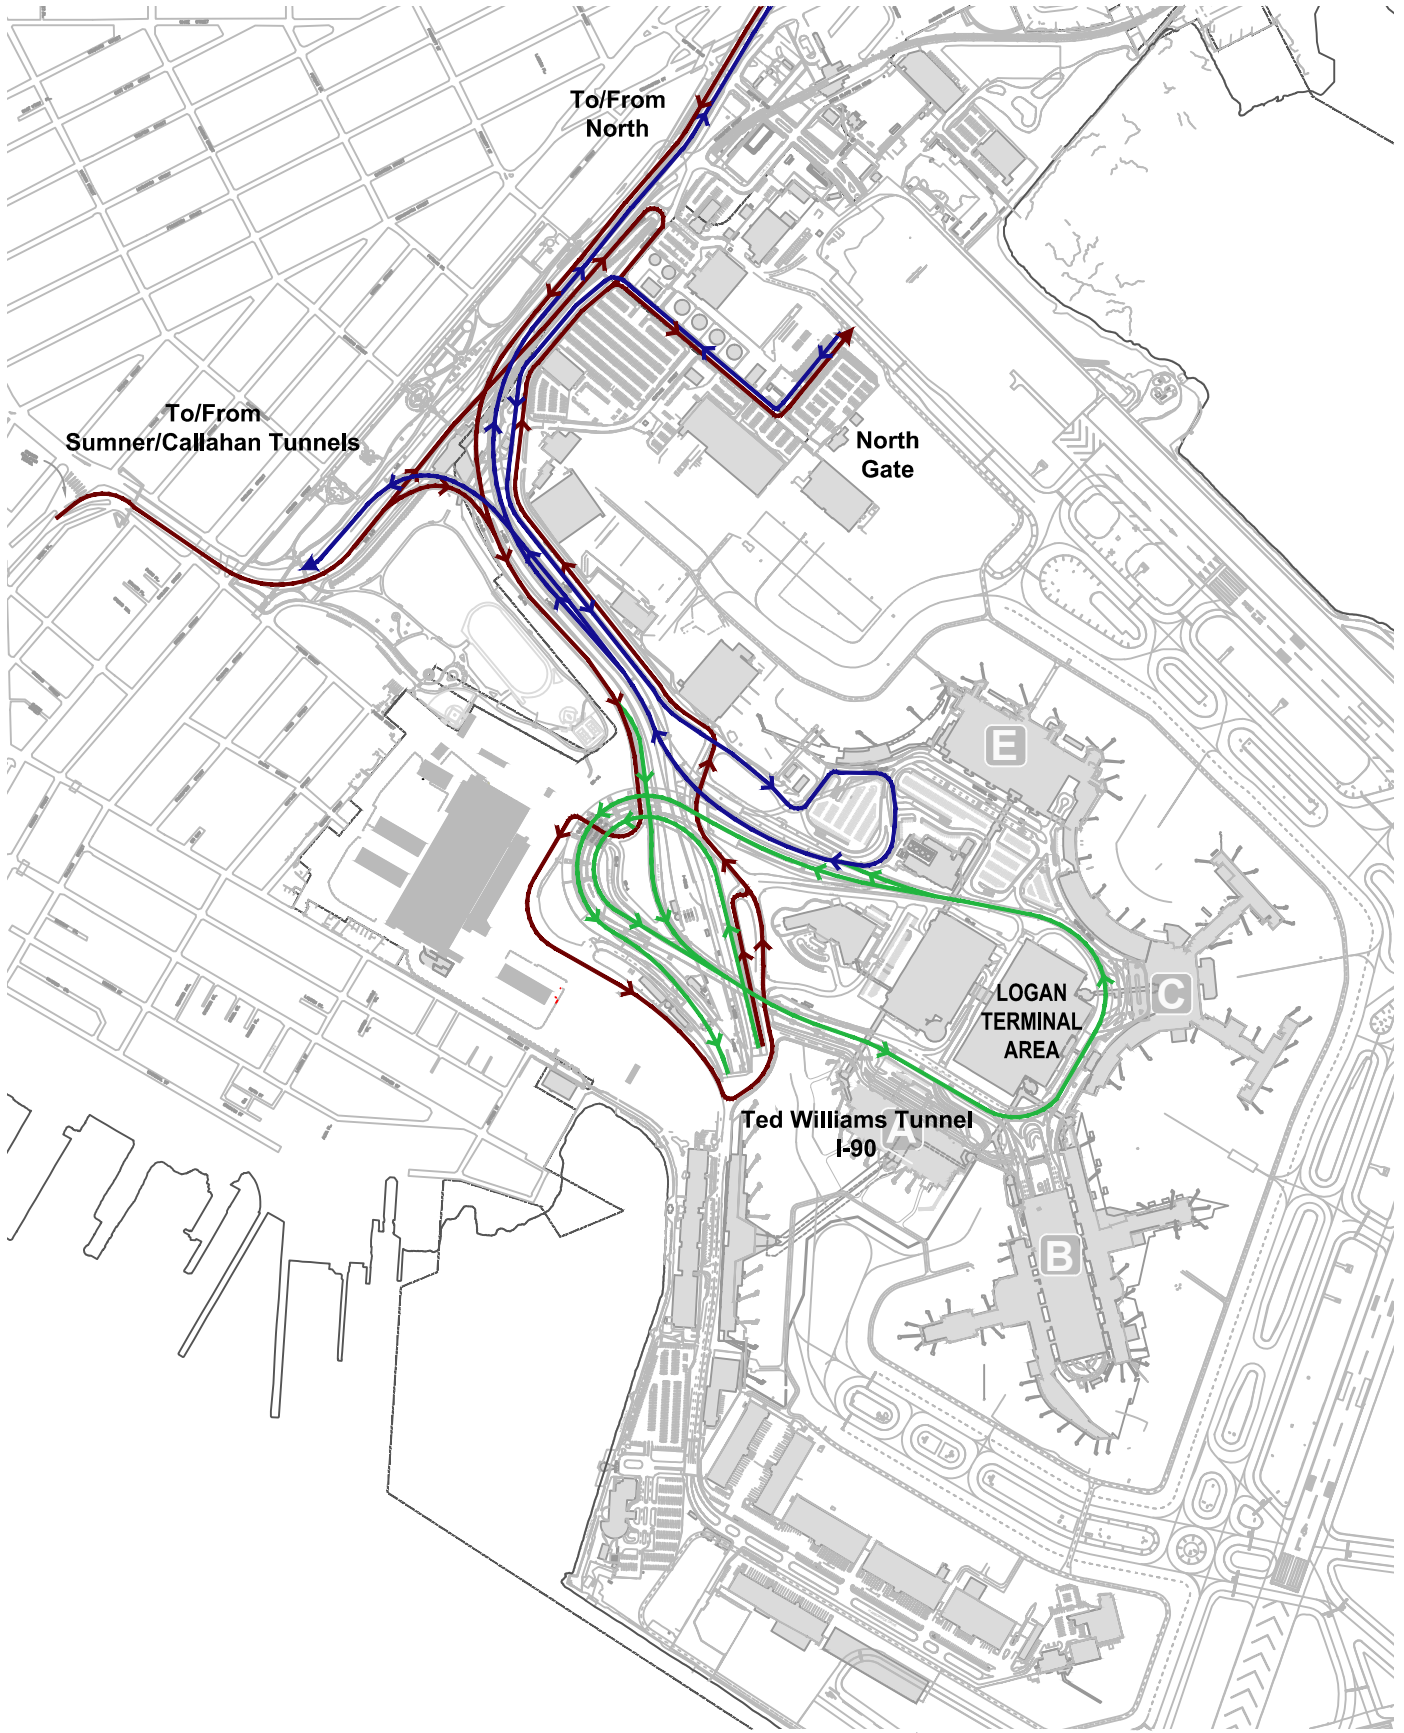 To/From
North
To/From
Sumner/Callahan Tunnels
North
Gate
E
C
LOGAN
TERMINAL
AREA
Ted Williams Tunnel
I-90
A
B